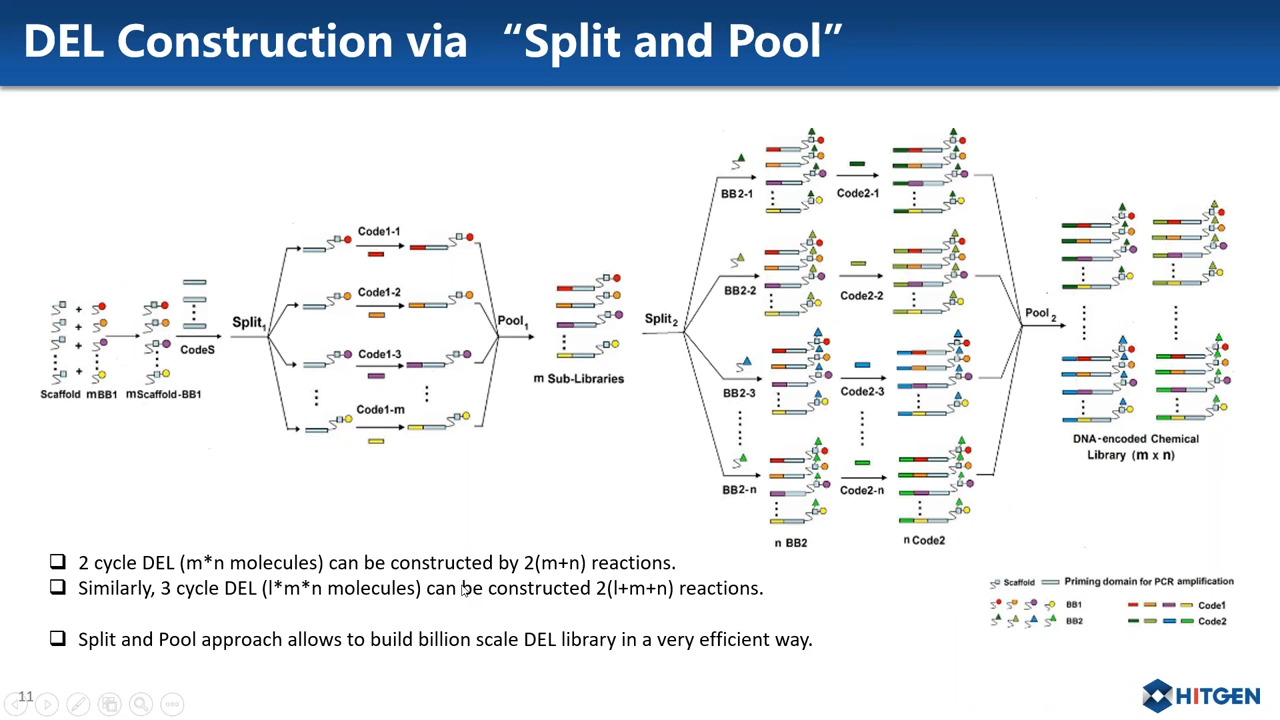 DEL Construction via “Split and Pool”
Scaffold
+
+
+
+
mBB1
mScaffold-BB1
CodeS
Split1
Code1-1
Code1-2
Code1-3
Code1-m
Pool1
m Sub-Libraries
Split2
BB2-1
Code2-1
BB2-2
Code2-2
BB2-3
Code2-3
BB2-n
Code2-n
n BB2
n Code2
Pool2
DNA-encoded Chemical
Library (m x n)
2 cycle DEL (m*n molecules) can be constructed by 2(m+n) reactions.
Similarly, 3 cycle DEL (l*m*n molecules) can be constructed 2(l+m+n) reactions.
Split and Pool approach allows to build billion scale DEL library in a very efficient way.
Scaffold
Priming domain for PCR amplification
BB1
Code1
BB2
Code2
11
HITGEN